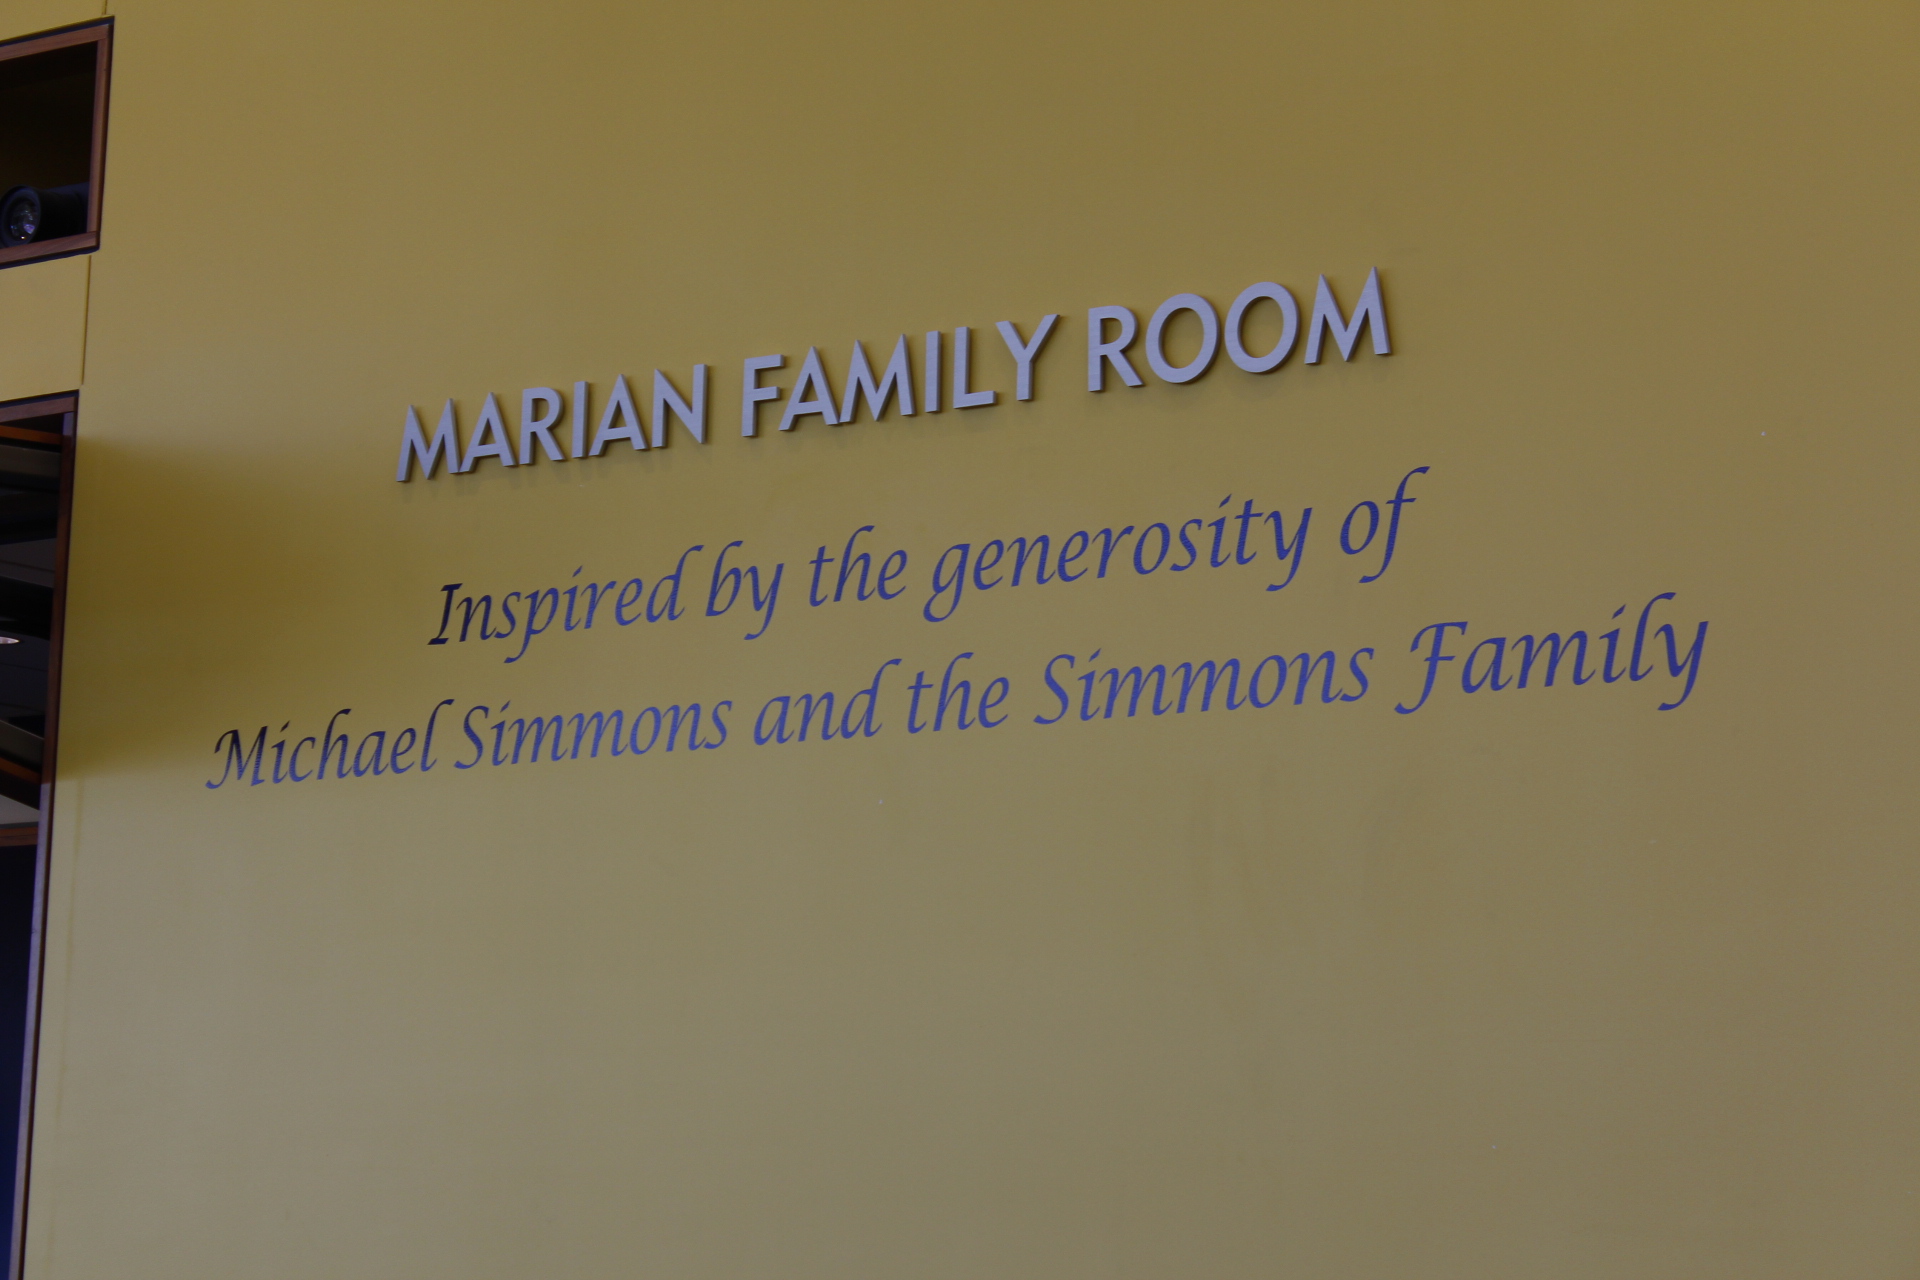 MARIAN FAMILY ROOM
Inspired by the generosity of
Michael Simmons and the Simmons Family